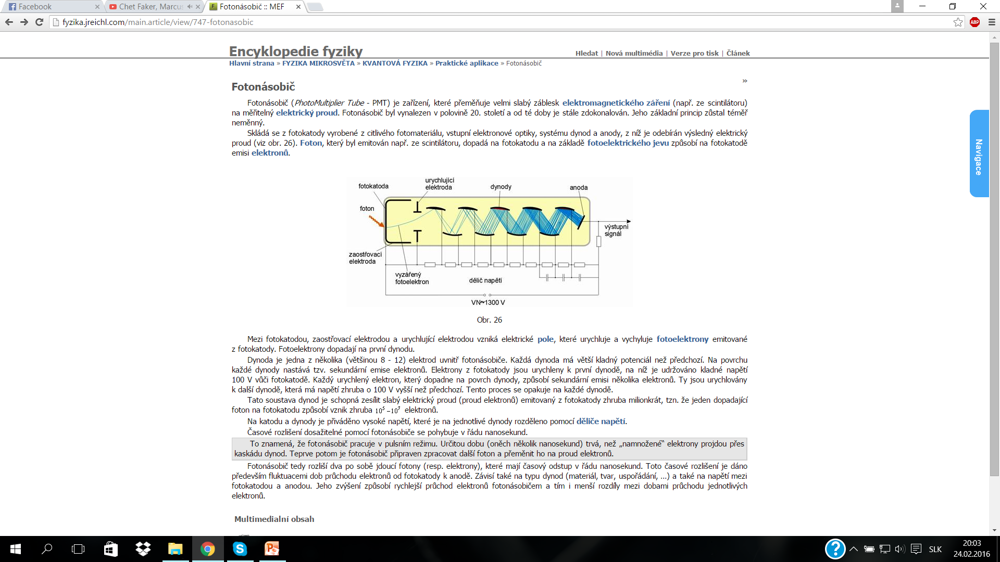 Facebook
Chet Faker, Marcus
Fotonásobič :: MEF
fyzika.jreichl.com/main.article/view/747-fotonasobic
ABP
Encyklopedie fyziky
Hledat | Nová multimédia | Verze pro tisk | Článek
Hlavní strana » FYZIKA MIKROSVĚTA » KVANTOVÁ FYZIKA » Praktické aplikace » Fotonásobič
»
Fotonásobič
Fotonásobič (PhotoMultiplier Tube - PMT) je zařízení, které přeměňuje velmi slabý záblesk elektromagnetického záření (např. ze scintilátoru)
na měřitelný elektrický proud. Fotonásobič byl vynalezen v polovině 20. století a od té doby je stále zdokonalován. Jeho základní princip zůstal téměř
neměnný.
Skládá se z fotokatody vyrobené z citlivého fotomateriálu, vstupní elektronové optiky, systému dynod a anody, z níž je odebírán výsledný elektrický
proud (viz obr. 26). Foton, který byl emitován např. ze scintilátoru, dopadá na fotokatodu a na základě fotoelektrického jevu způsobí na fotokatodě
emisi elektronů.
Navigace
fotokatoda
urychlující
elektroda
dynody
anoda
foton
výstupní
signál
zaostřovací
elektroda
vyzářený
fotoelektron
dělič napětí
VN~1300 V
Obr. 26
Mezi fotokatodou, zaostřovací elektrodou a urychlující elektrodou vzniká elektrické pole, které urychluje a vychyluje fotoelektrony emitované
z fotokatody. Fotoelektrony dopadají na první dynodu.
Dynoda je jedna z několika (většinou 8 - 12) elektrod uvnitř fotonásobiče. Každá dynoda má větší kladný potenciál než předchozí. Na povrchu
každé dynody nastává tzv. sekundární emise elektronů. Elektrony z fotokatody jsou urychleny k první dynodě, na níž je udržováno kladné napětí
100 V vůči fotokatodě. Každý urychlený elektron, který dopadne na povrch dynody, způsobí sekundární emisi několika elektronů. Ty jsou urychlovány
k další dynodě, která má napětí zhruba o 100 V vyšší než předchozí. Tento proces se opakuje na každé dynodě.
Tato soustava dynod je schopná zesílit slabý elektrický proud (proud elektronů) emitovaný z fotokatody zhruba milionkrát, tzn. že jeden dopadající
foton na fotokatodu způsobí vznik zhruba 10⁵ – 10⁷ elektronů.
Na katodu a dynody je přiváděno vysoké napětí, které je na jednotlivé dynody rozděleno pomocí děliče napětí.
Časové rozlišení dosažitelné pomocí fotonásobiče se pohybuje v řádu nanosekund.
To znamená, že fotonásobič pracuje v pulsním režimu. Určitou dobu (oněch několik nanosekund) trvá, než „namnožené“ elektrony projdou přes
kaskádu dynod. Teprve potom je fotonásobič připraven zpracovat další foton a přeměnit ho na proud elektronů.
Fotonásobič tedy rozliší dva po sobě jdoucí fotony (resp. elektrony), které mají časový odstup v řádu nanosekund. Toto časové rozlišení je dáno
především fluktuacemi dob průchodu elektronů od fotokatody k anodě. Závisí také na typu dynod (materiál, tvar, uspořádání, ...) a také na napětí mezi
fotokatodou a anodou. Jeho zvýšení způsobí rychlejší průchod elektronů fotonásobičem a tím i menší rozdíly mezi dobami průchodu jednotlivých
elektronů.
Multimedialní obsah
SLK
20:03
24.02.2016